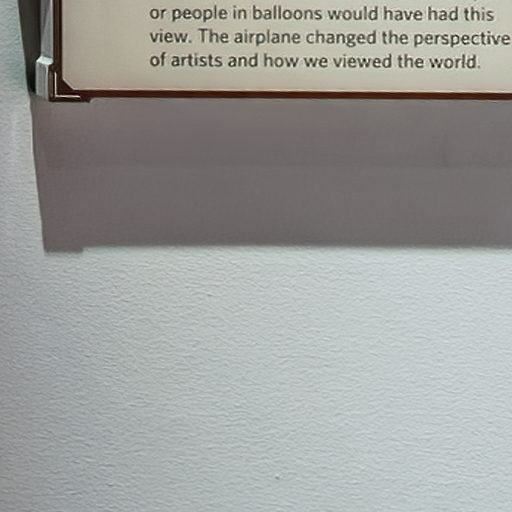 or people in balloons would have had this
view. The airplane changed the perspective
of artists and how we viewed the world.